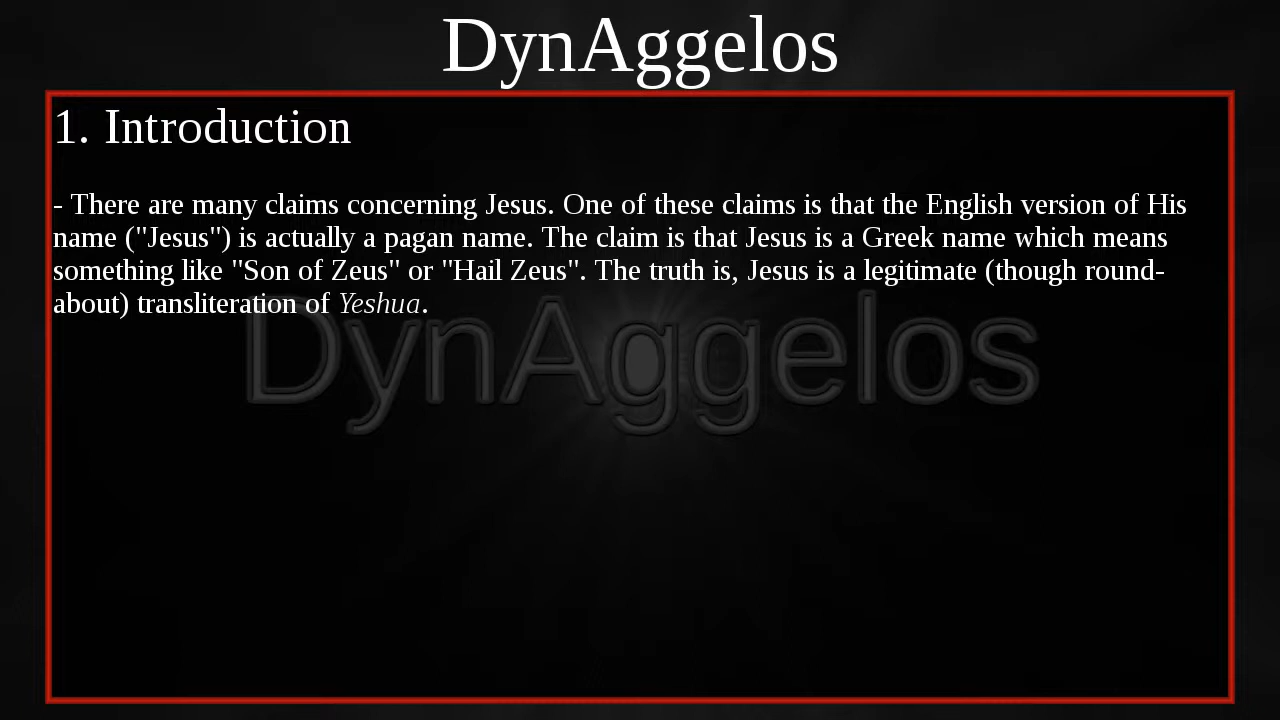 DynAggelos
1. Introduction
- There are many claims concerning Jesus. One of these claims is that the English version of His
name ("Jesus") is actually a pagan name. The claim is that Jesus is a Greek name which means
something like "Son of Zeus" or "Hail Zeus". The truth is, Jesus is a legitimate (though round-
about) transliteration of Yeshua.
DynAggelos